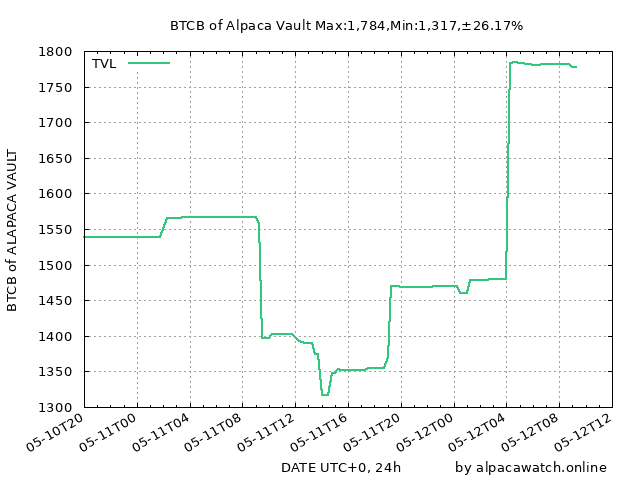 BTCB of Alpaca Vault Max:1,784,Min:1,317,±26.17%
TVL
1800
1750
1700
1650
1600
1550
1500
1450
1400
1350
1300
BTCB of ALAPACA VAULT
05-10T20
05-11T00
05-11T04
05-11T08
05-11T12
05-11T16
05-11T20
05-12T00
05-12T04
05-12T08
05-12T12
DATE UTC+0, 24h
by alpacawatch.online